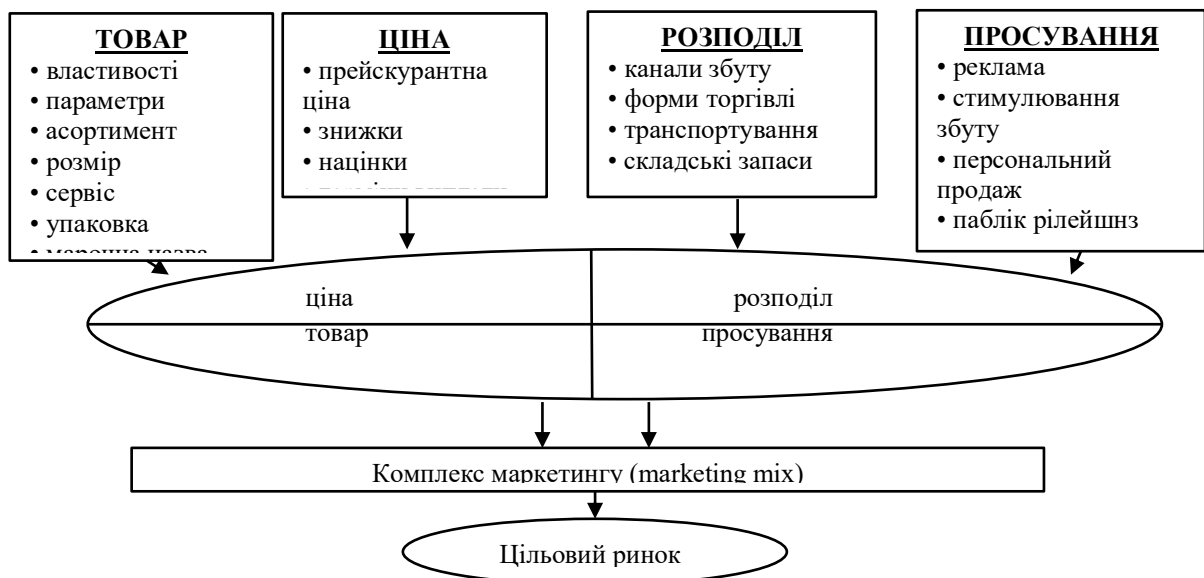 ТОВАР
• властивості
• параметри
• асортимент
• розмір
• сервіс
• упаковка
• марочна назва
ЦІНА
• прейскурантна
ціна
• знижки
• націнки
РОЗПОДІЛ
• канали збуту
• форми торгівлі
• транспортування
• складські запаси
ПРОСУВАННЯ
• реклама
• стимулювання
збуту
• персональний
продаж
• паблік рілейшнз
ціна
розподіл
товар
просування
Комплекс маркетингу (marketing mix)
Цільовий ринок